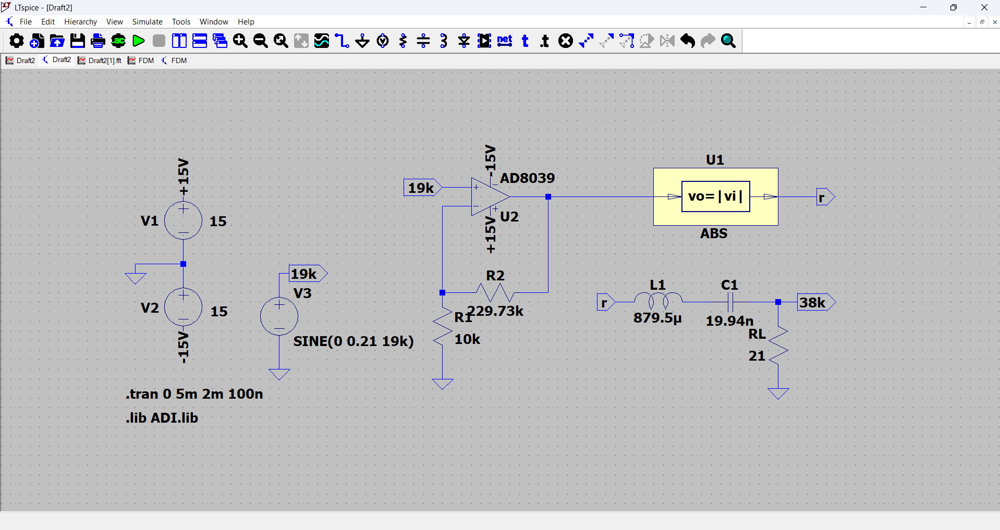 LTspice - [Draft2]
File Edit Hierarchy View Simulate Tools Window Help
.ac
net t .t
Draft2 Draft2 Draft2[1].fft FDM FDM
+15V
V1 15
V2 15
-15V
19k
V3
SINE(0 0.21 19k)
.tran 0 5m 2m 100n
.lib ADI.lib
-15V
19k
AD8039
U2
+15V
R2
229.73k
R1
10k
U1
vo=|vi|
ABS
r
r
L1
879.5µ
C1
19.94n
38k
RL
21